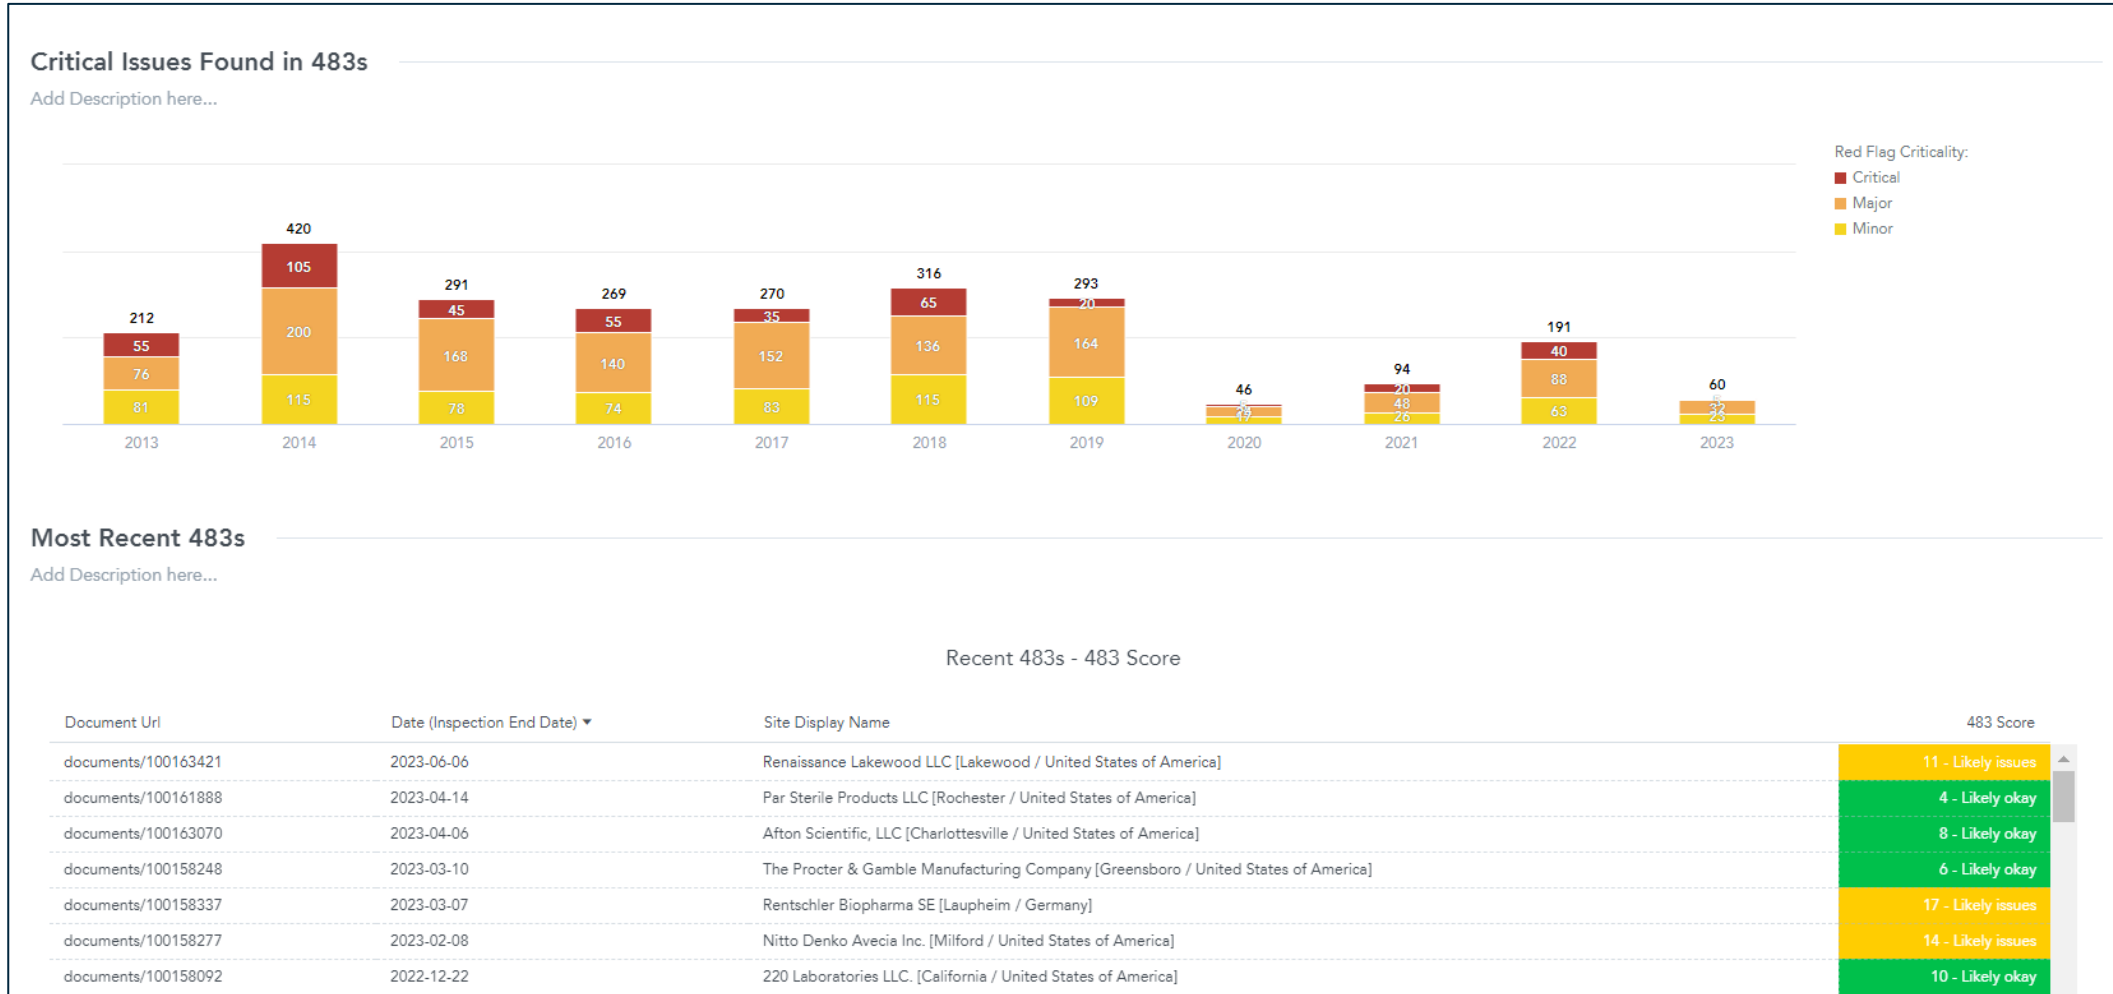 Critical Issues Found in 483s
Add Description here...
Red Flag Criticality:
Critical
Major
Minor
212
55
76
81
420
105
200
115
291
45
168
78
269
55
140
74
270
35
152
83
316
65
136
115
293
20
164
109
46
17
94
20
48
26
191
40
88
63
60
5
32
23
2013 2014 2015 2016 2017 2018 2019 2020 2021 2022 2023
Most Recent 483s
Add Description here...
Recent 483s - 483 Score
Document Url Date (Inspection End Date) ▼ Site Display Name 483 Score
documents/100163421 2023-06-06 Renaissance Lakewood LLC [Lakewood / United States of America] 11 - Likely issues
documents/100161888 2023-04-14 Par Sterile Products LLC [Rochester / United States of America] 4 - Likely okay
documents/100163070 2023-04-06 Afton Scientific, LLC [Charlottesville / United States of America] 8 - Likely okay
documents/100158248 2023-03-10 The Procter & Gamble Manufacturing Company [Greensboro / United States of America] 6 - Likely okay
documents/100158337 2023-03-07 Rentschler Biopharma SE [Laupheim / Germany] 17 - Likely issues
documents/100158277 2023-02-08 Nitto Denko Avecia Inc. [Milford / United States of America] 14 - Likely issues
documents/100158092 2022-12-22 220 Laboratories LLC. [California / United States of America] 10 - Likely okay